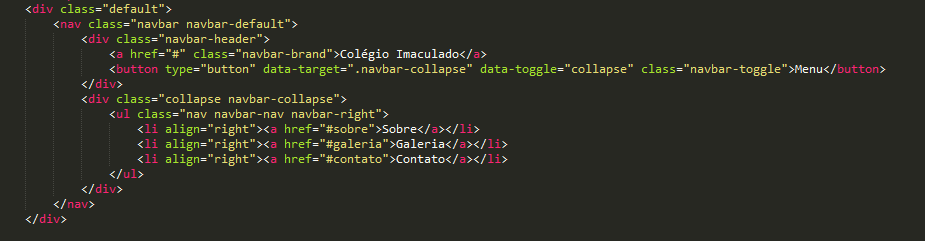 <div class="default">
<nav class="navbar navbar-default">
<div class="navbar-header">
<a href="#" class="navbar-brand">Colégio Imaculado</a>
<button type="button" data-target=".navbar-collapse" data-toggle="collapse" class="navbar-toggle">Menu</button>
</div>
<div class="collapse navbar-collapse">
<ul class="nav navbar-nav navbar-right">
<li align="right"><a href="#sobre">Sobre</a></li>
<li align="right"><a href="#galeria">Galeria</a></li>
<li align="right"><a href="#contato">Contato</a></li>
</ul>
</div>
</nav>
</div>